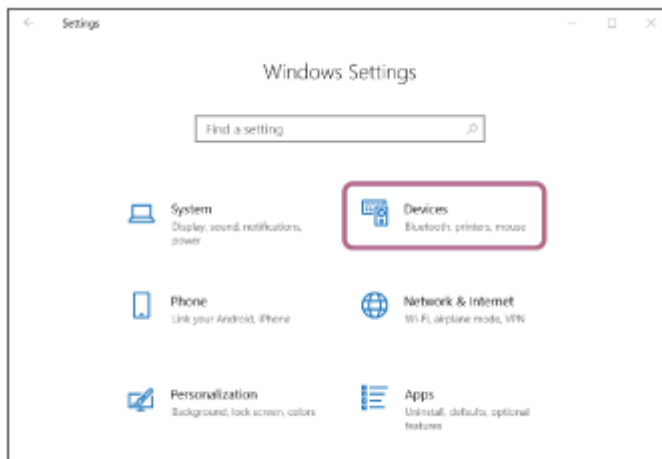 Settings
Windows Settings
Find a setting
System
Display, sound, notifications,
power
Devices
Bluetooth, printers, mouse
Phone
Link your Android, iPhone
Network & Internet
Wi-Fi, airplane mode, VPN
Personalization
Background, lock screen, colors
Apps
Uninstall, defaults, optional
features